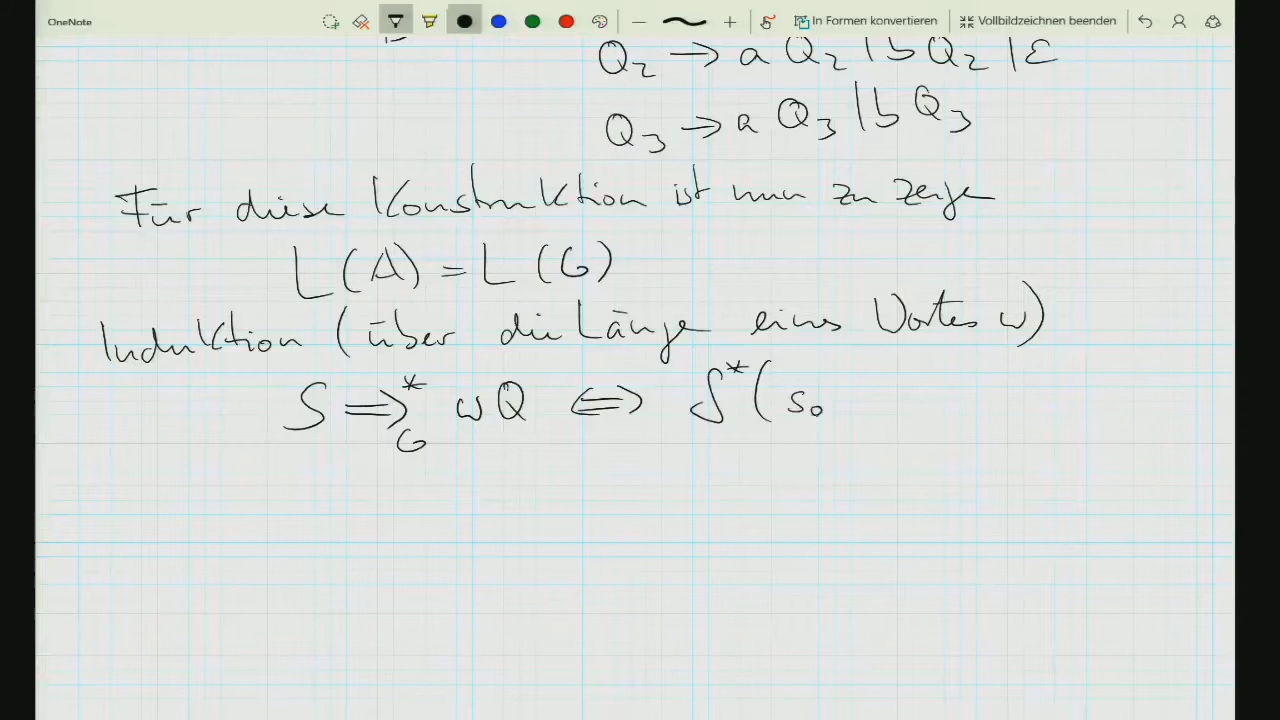 OneNote In Formen konvertieren Vollbildzeichnen beenden
Q₂ → a Q₂ | b Q₂ | ε
Q₃ → a Q₃ | b Q₃
Für diese Konstruktion ist nun zu zeige
L(A) = L(G)
Induktion (über die Länge eines Wortes w)
S ⇒*_G wQ ⇔ δ*(s₀